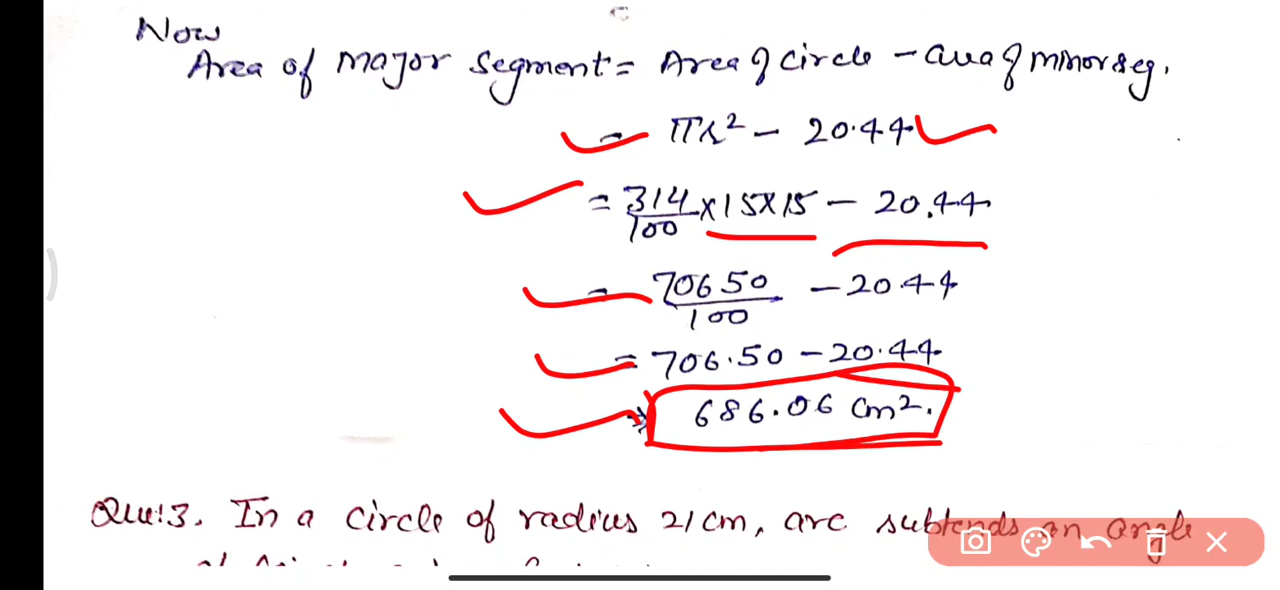 Now
Area of major segment = Area of circle - area of minor seg.
= πr² - 20.44
= 314/100 × 15 × 15 - 20.44
= 70650/100 - 20.44
= 706.50 - 20.44
⇒ 686.06 cm².
Que:3. In a circle of radius 21 cm, arc subtends an angle